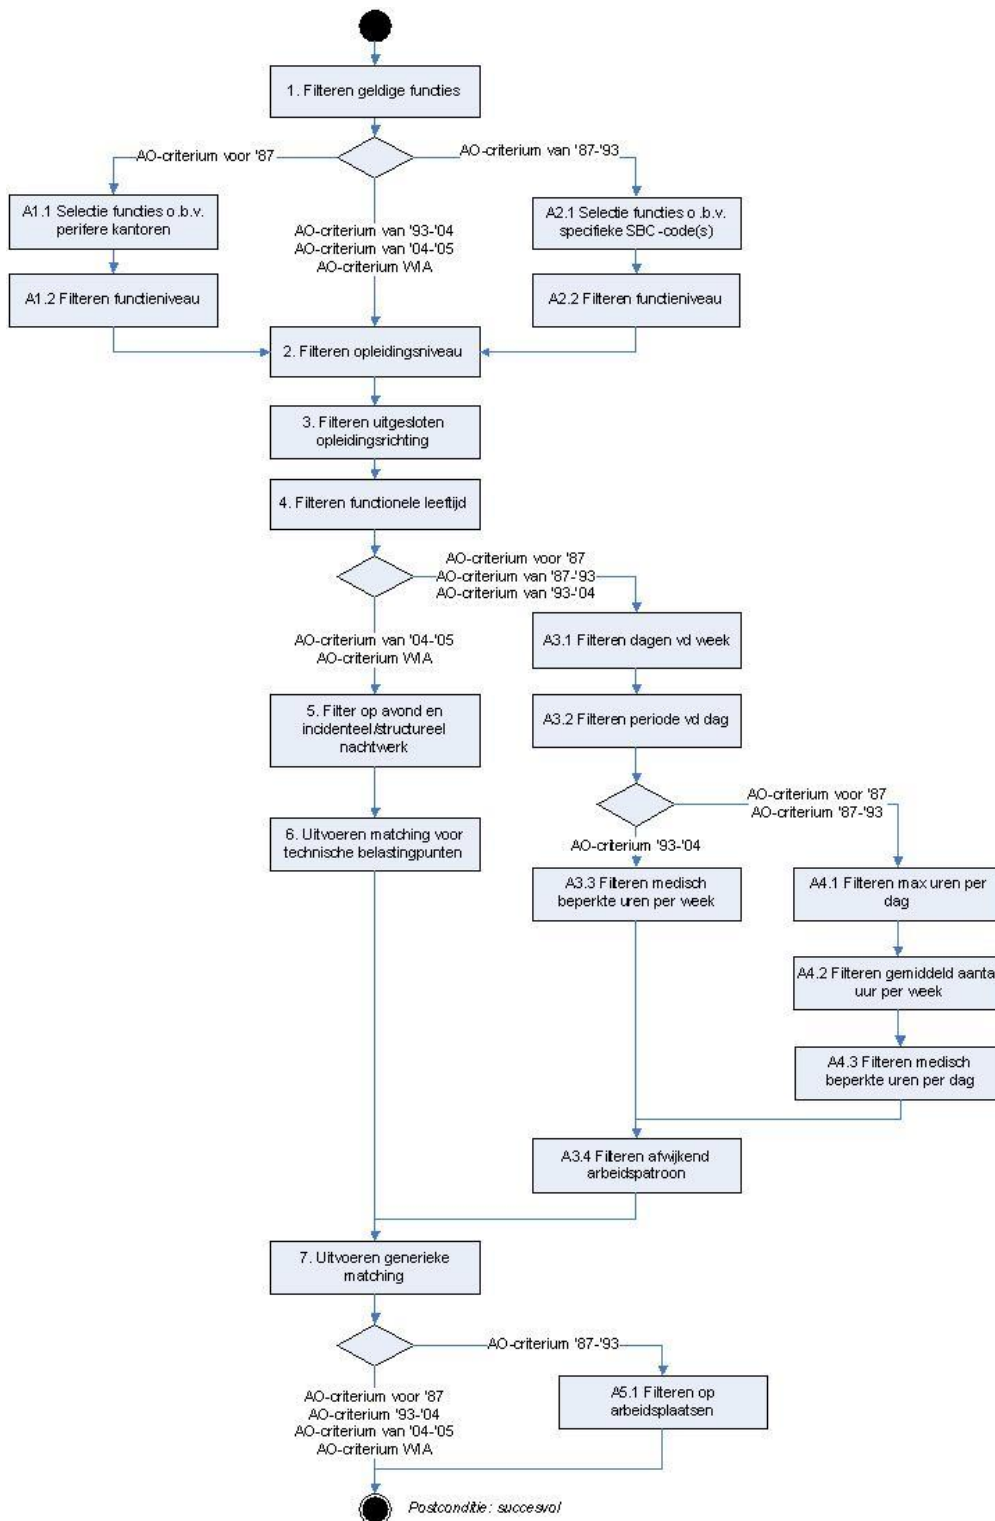 1. Filteren geldige functies
AO-criterium voor '87
AO-criterium van '87-'93
A1.1 Selectie functies o.b.v.
perifere kantoren
AO-criterium van '93-'04
AO-criterium van '04-'05
AO-criterium WIA
A2.1 Selectie functies o.b.v.
specifieke SBC-code(s)
A1.2 Filteren functieniveau
A2.2 Filteren functieniveau
2. Filteren opleidingsniveau
3. Filteren uitgesloten
opleidingsrichting
4. Filteren functionele leeftijd
AO-criterium voor '87
AO-criterium van '87-'93
AO-criterium van '93-'04
AO-criterium van '04-'05
AO-criterium WIA
A3.1 Filteren dagen vd week
5. Filter op avond en
incidenteel/structureel
nachtwerk
A3.2 Filteren periode vd dag
AO-criterium voor '87
AO-criterium '87-'93
6. Uitvoeren matching voor
technische belastingpunten
AO-criterium '93-'04
A3.3 Filteren medisch
beperkte uren per week
A4.1 Filteren max uren per
dag
A4.2 Filteren gemiddeld aanta
uur per week
A4.3 Filteren medisch
beperkte uren per dag
A3.4 Filteren afwijkend
arbeidspatroon
7. Uitvoeren generieke
matching
AO-criterium '87-'93
AO-criterium voor '87
AO-criterium '93-'04
AO-criterium van '04-'05
AO-criterium WIA
A5.1 Filteren op
arbeidsplaatsen
Postconditie: succesvol